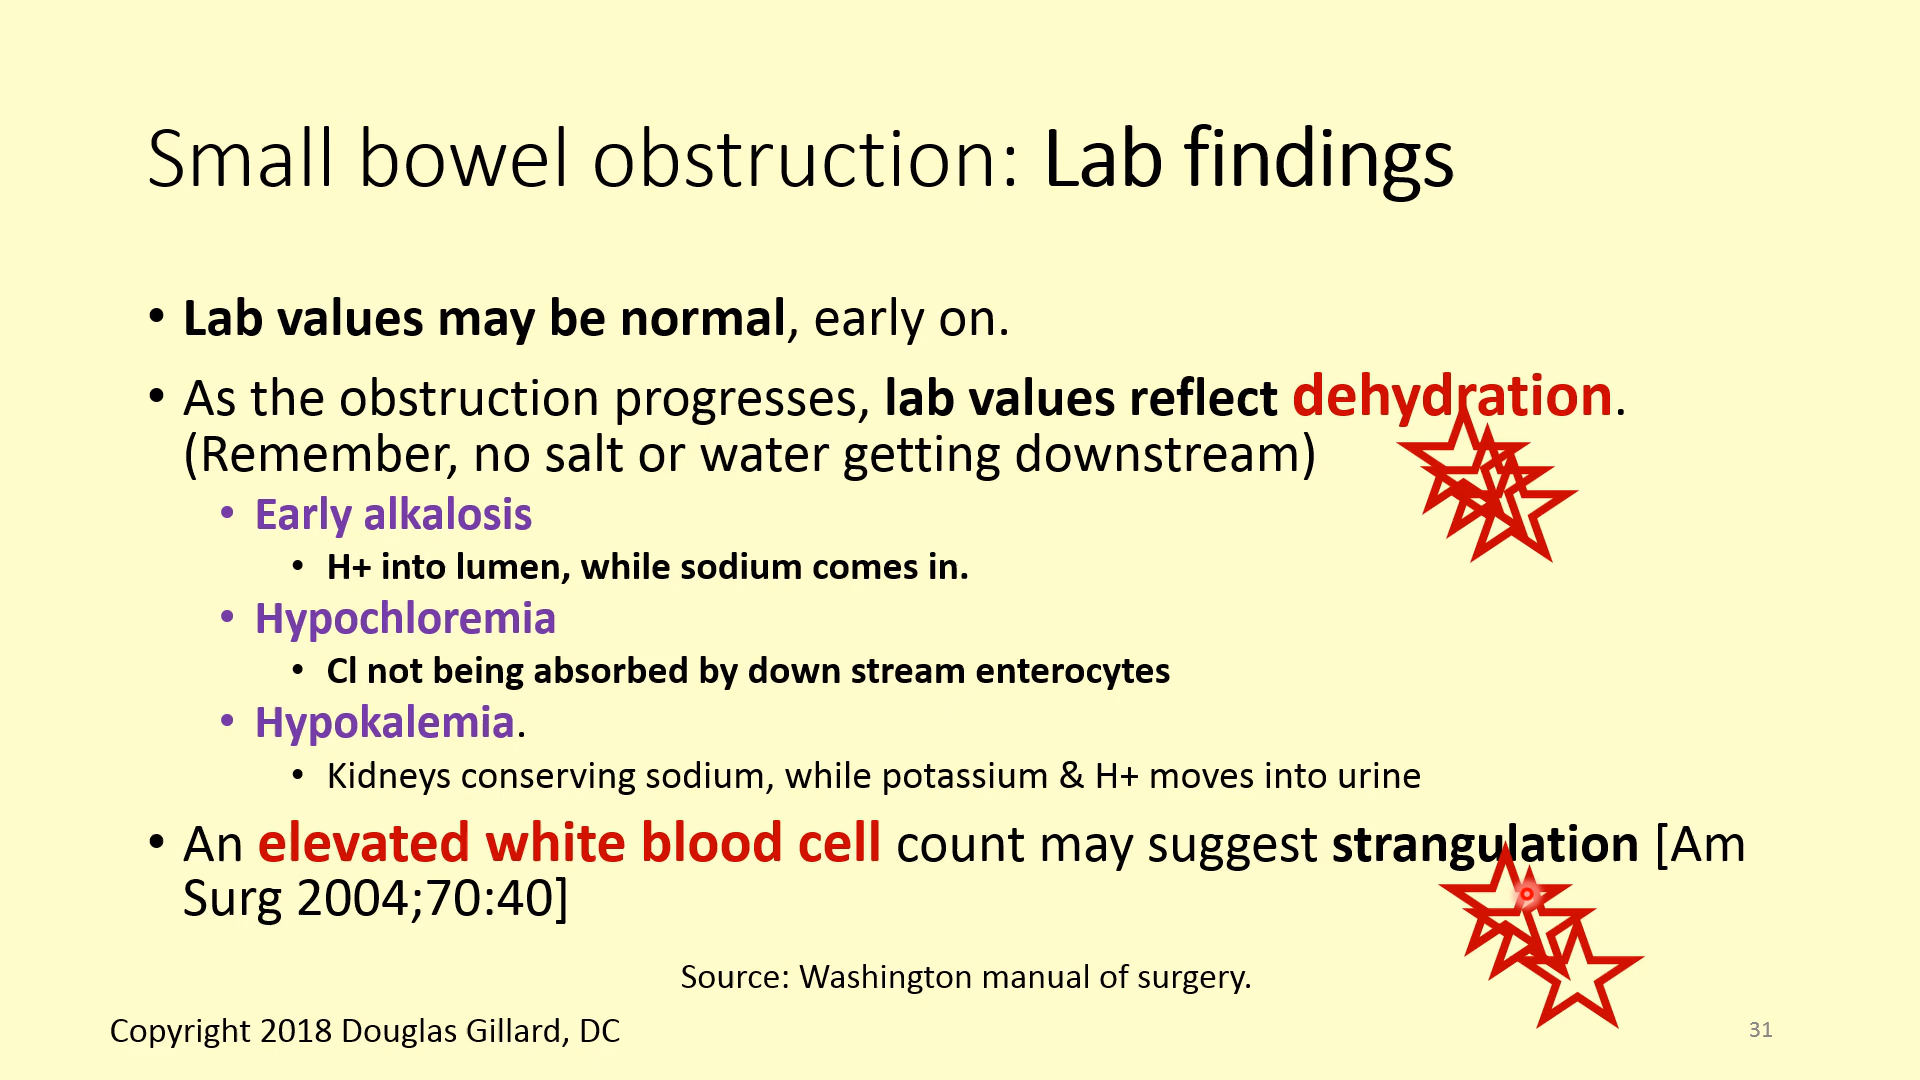 Small bowel obstruction: Lab findings
• Lab values may be normal, early on.
• As the obstruction progresses, lab values reflect dehydration.
(Remember, no salt or water getting downstream)
• Early alkalosis
• H+ into lumen, while sodium comes in.
• Hypochloremia
• Cl not being absorbed by down stream enterocytes
• Hypokalemia.
• Kidneys conserving sodium, while potassium & H+ moves into urine
• An elevated white blood cell count may suggest strangulation [Am
Surg 2004;70:40]
Source: Washington manual of surgery.
Copyright 2018 Douglas Gillard, DC
31